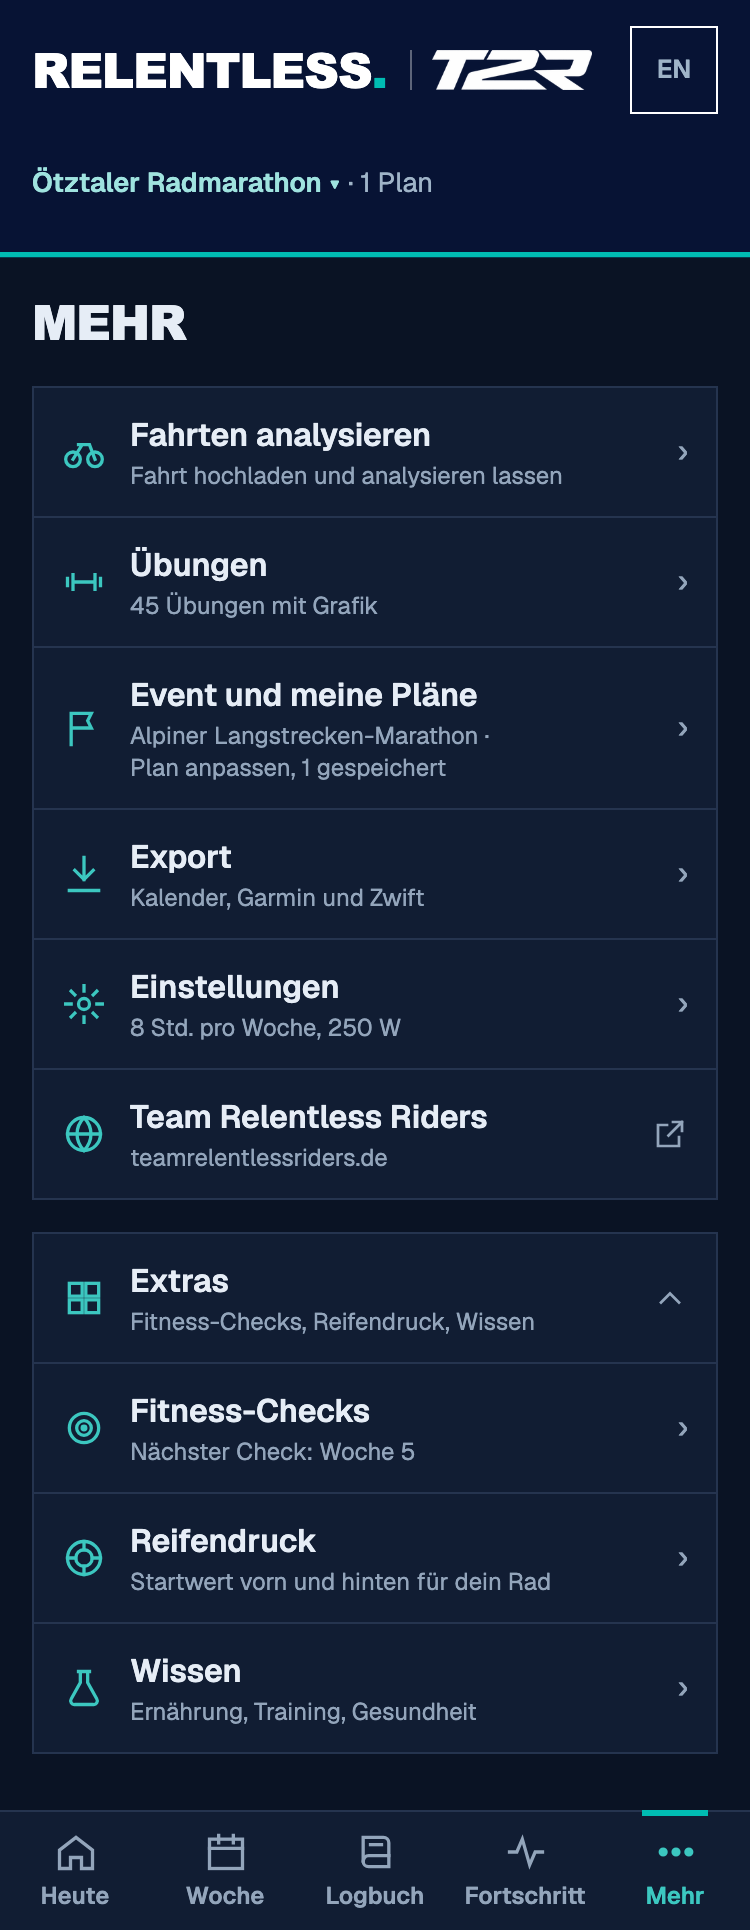 RELENTLESS. T2R EN
Ötztaler Radmarathon ▾ · 1 Plan
MEHR
Fahrten analysieren
Fahrt hochladen und analysieren lassen
Übungen
45 Übungen mit Grafik
Event und meine Pläne
Alpiner Langstrecken-Marathon ·
Plan anpassen, 1 gespeichert
Export
Kalender, Garmin und Zwift
Einstellungen
8 Std. pro Woche, 250 W
Team Relentless Riders
teamrelentlessriders.de
Extras
Fitness-Checks, Reifendruck, Wissen
Fitness-Checks
Nächster Check: Woche 5
Reifendruck
Startwert vorn und hinten für dein Rad
Wissen
Ernährung, Training, Gesundheit
Heute Woche Logbuch Fortschritt Mehr